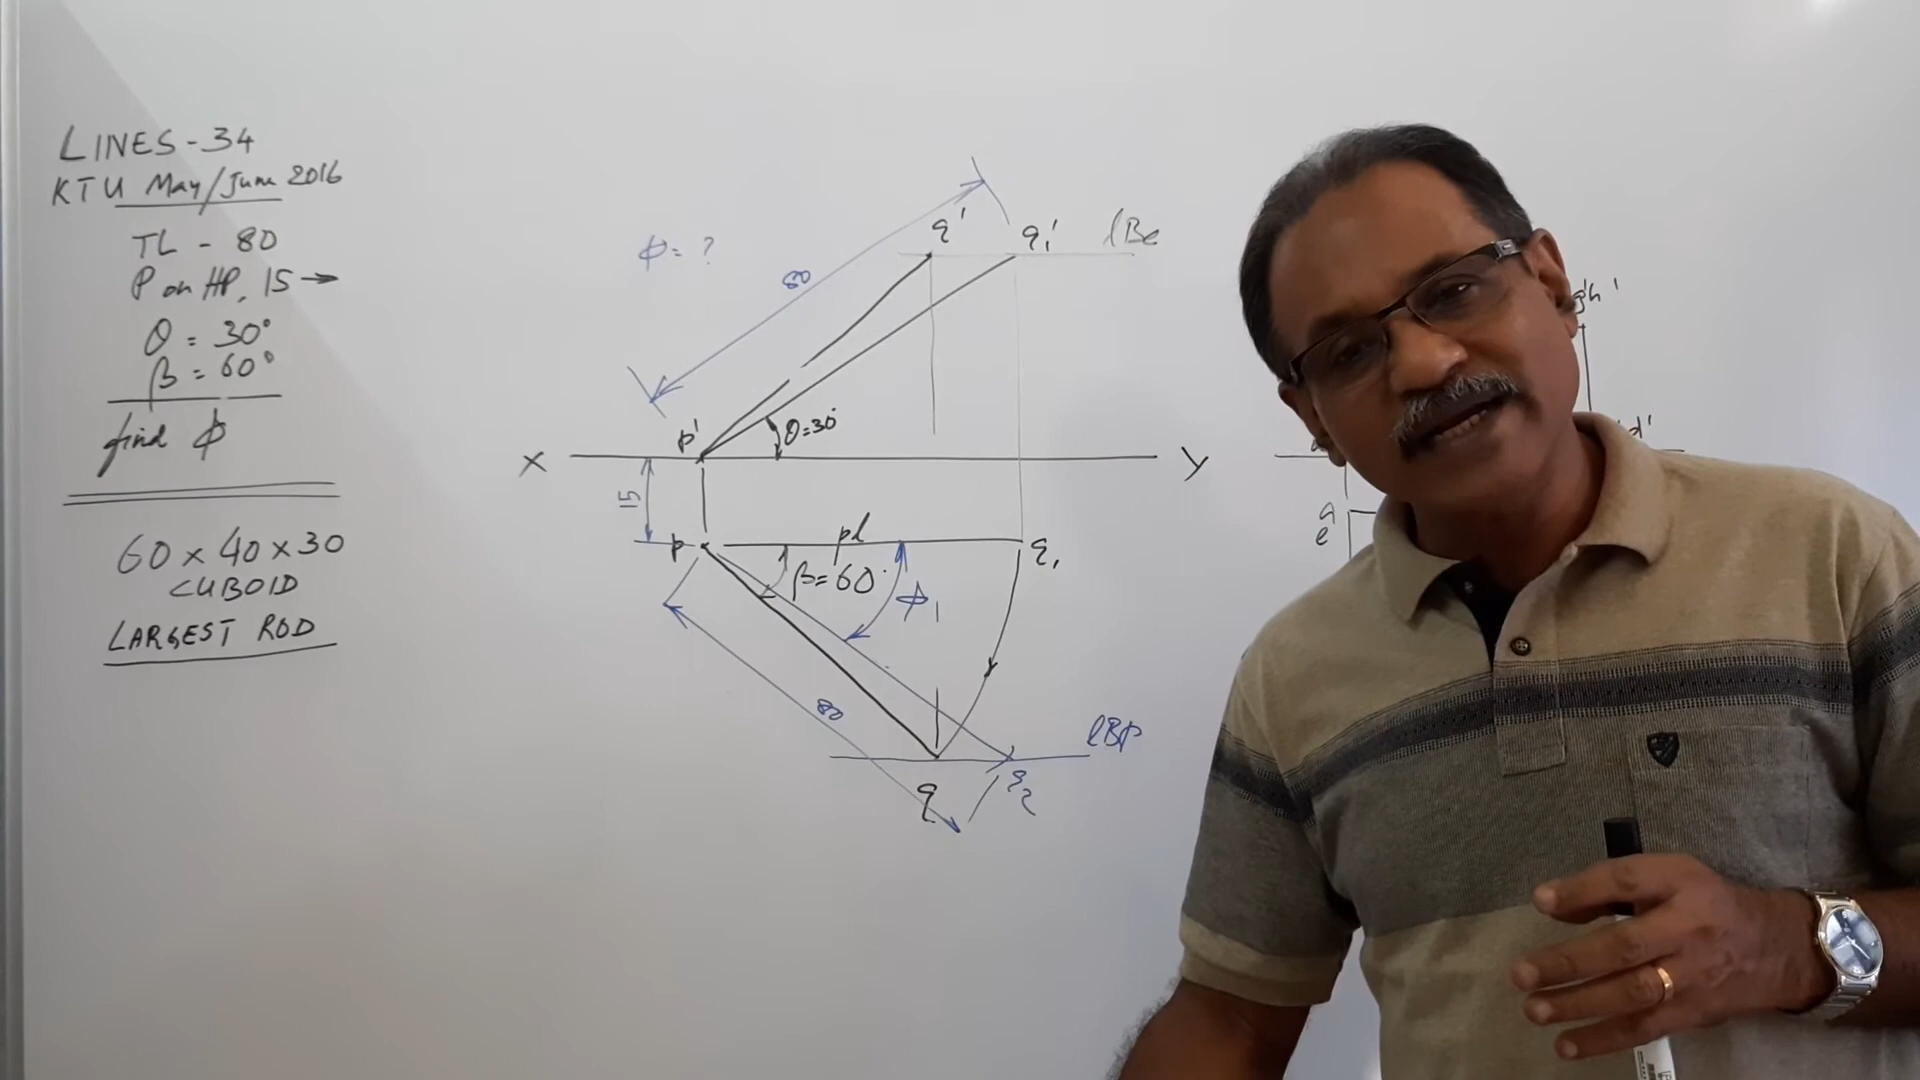 LINES - 34
KTU May/June 2016
TL - 80
P on HP, 15 →
θ = 30°
β = 60°
find ϕ
60 x 40 x 30
CUBOID
LARGEST ROD
ϕ = ?
80
q'
q₁'
p'
θ=30°
X
Y
15
p
pl
q₁
β=60°
ϕ₁
80
lBp
q
q₂
d'
a
e